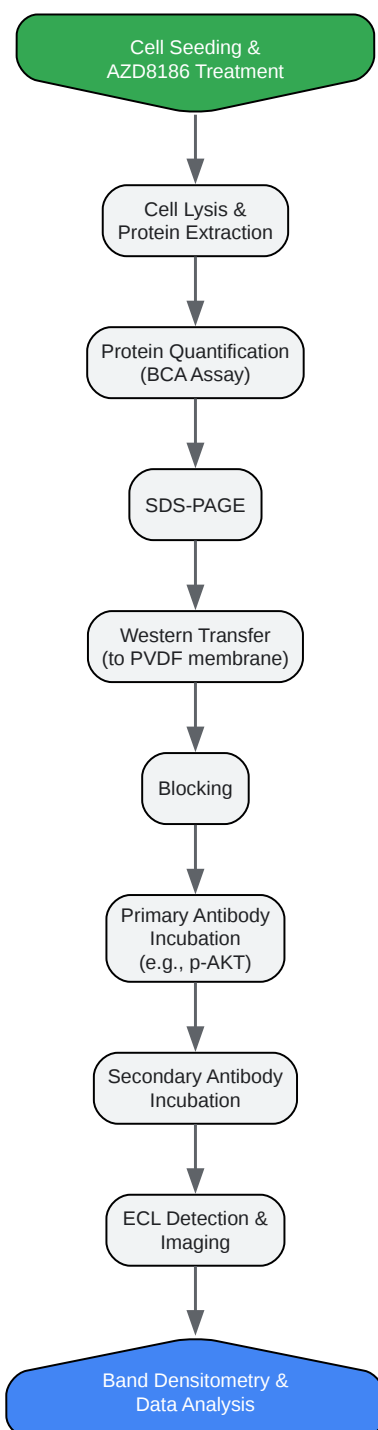 Cell Seeding &
AZD8186 Treatment
Cell Lysis &
Protein Extraction
Protein Quantification
(BCA Assay)
SDS-PAGE
Western Transfer
(to PVDF membrane)
Blocking
Primary Antibody
Incubation
(e.g., p-AKT)
Secondary Antibody
Incubation
ECL Detection &
Imaging
Band Densitometry &
Data Analysis